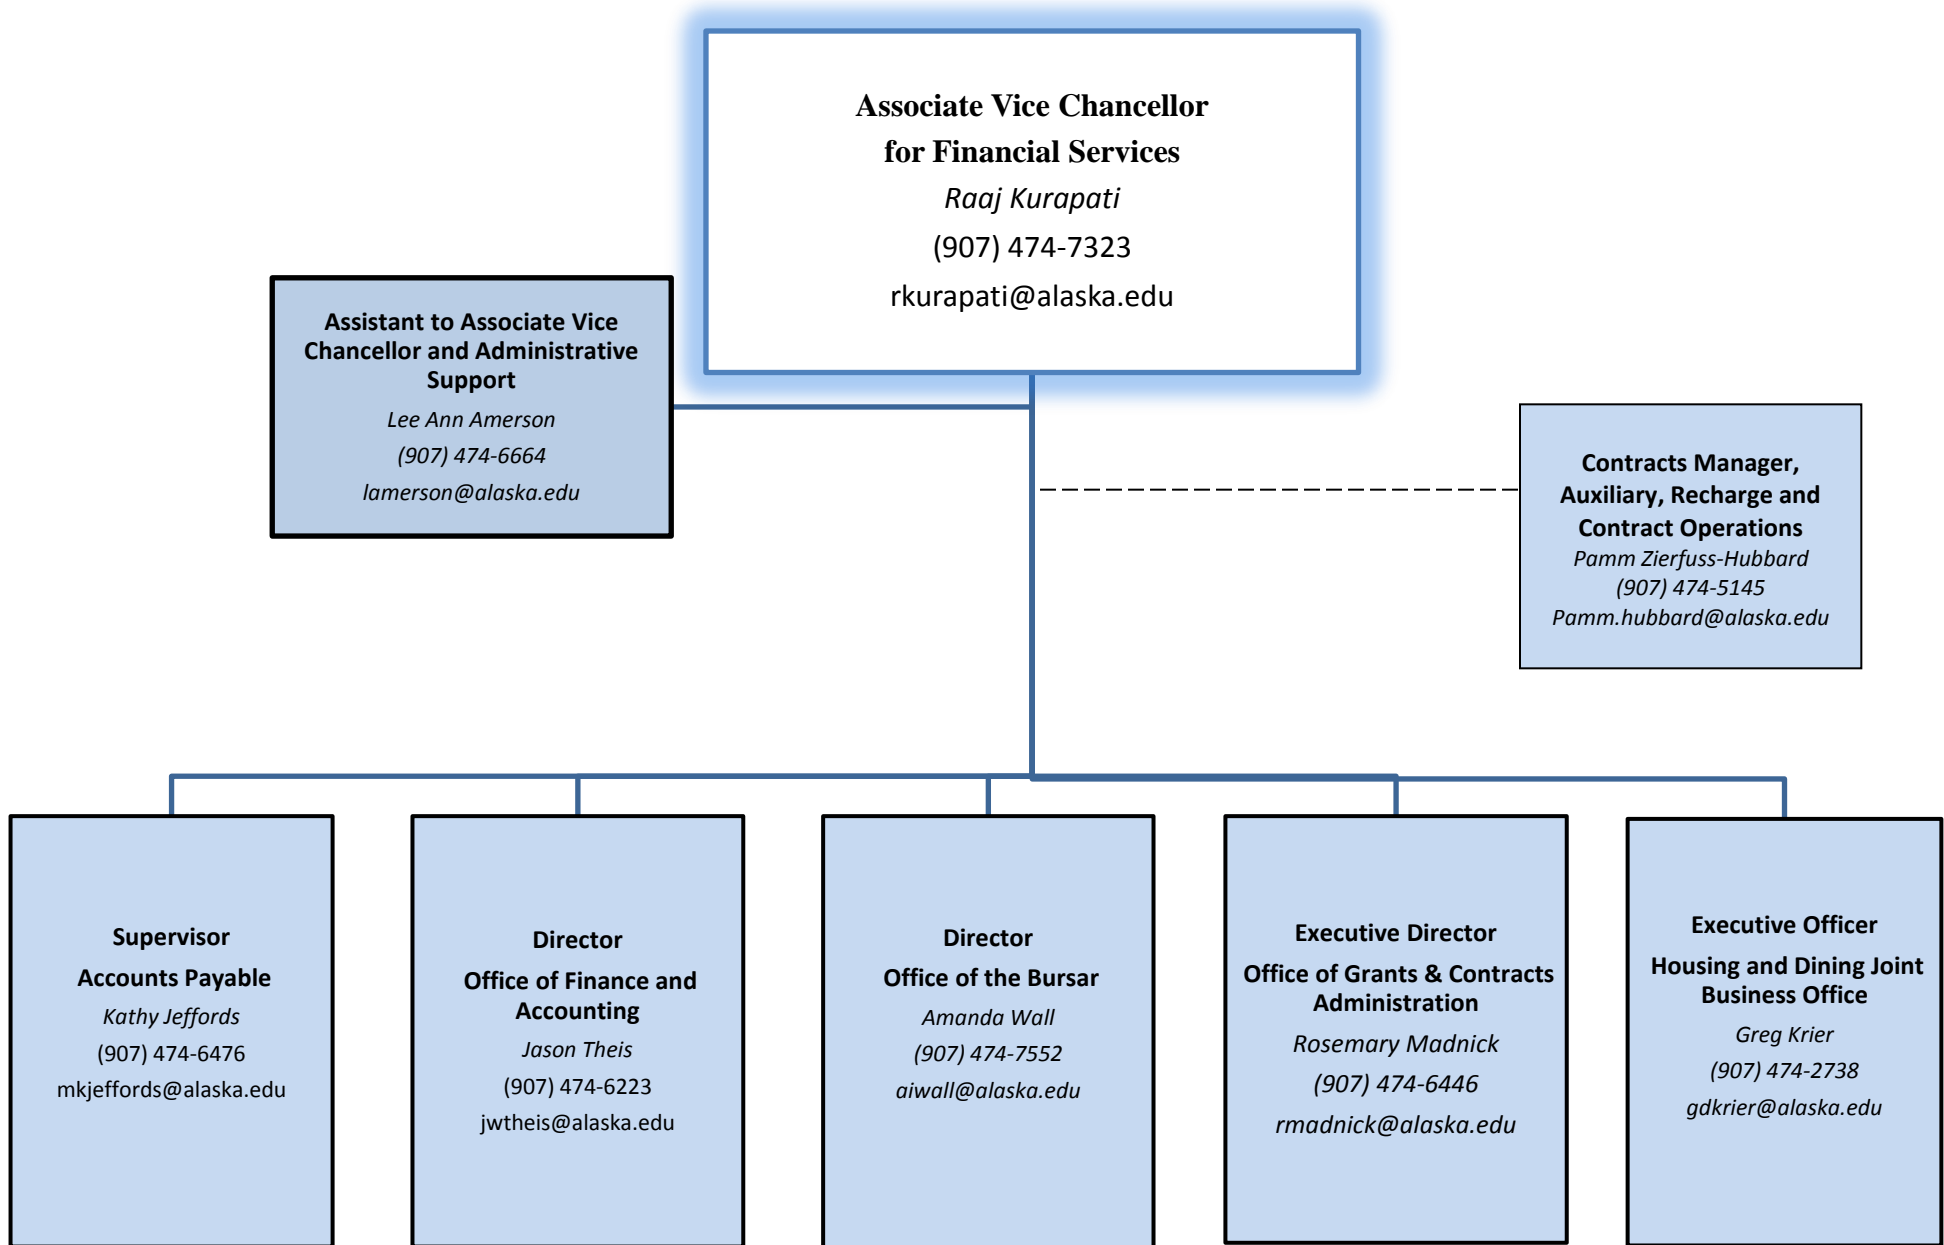 Associate Vice Chancellor
for Financial Services
Raaj Kurapati
(907) 474-7323
rkurapati@alaska.edu
Assistant to Associate Vice
Chancellor and Administrative
Support
Lee Ann Amerson
(907) 474-6664
lamerson@alaska.edu
Contracts Manager,
Auxiliary, Recharge and
Contract Operations
Pamm Zierfuss-Hubbard
(907) 474-5145
Pamm.hubbard@alaska.edu
Supervisor
Accounts Payable
Kathy Jeffords
(907) 474-6476
mkjeffords@alaska.edu
Director
Office of Finance and
Accounting
Jason Theis
(907) 474-6223
jwtheis@alaska.edu
Director
Office of the Bursar
Amanda Wall
(907) 474-7552
aiwall@alaska.edu
Executive Director
Office of Grants & Contracts
Administration
Rosemary Madnick
(907) 474-6446
rmadnick@alaska.edu
Executive Officer
Housing and Dining Joint
Business Office
Greg Krier
(907) 474-2738
gdkrier@alaska.edu